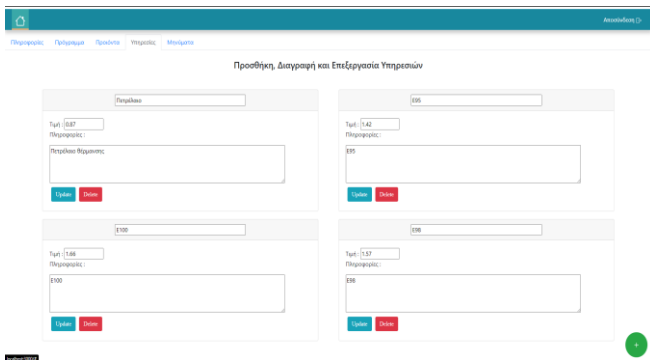 Αποσύνδεση
Πληροφορίες Πρόγραμμα Προϊόντα Υπηρεσίες Μηνύματα
Προσθήκη, Διαγραφή και Επεξεργασία Υπηρεσιών
Πετρέλαιο
Τιμή : 0.87
Πληροφορίες :
Πετρέλαιο θέρμανσης
Update Delete
E95
Τιμή : 1.42
Πληροφορίες :
E95
Update Delete
E100
Τιμή : 1.66
Πληροφορίες :
E100
Update Delete
E98
Τιμή : 1.57
Πληροφορίες :
E98
Update Delete
+